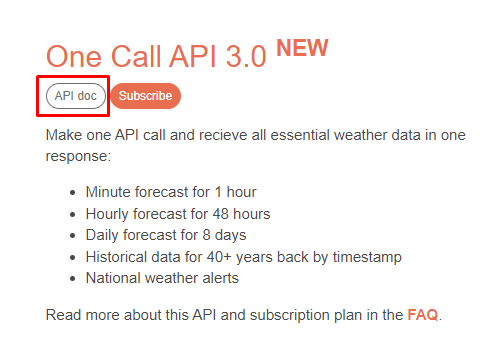 One Call API 3.0 NEW
API doc Subscribe
Make one API call and recieve all essential weather data in one
response:
• Minute forecast for 1 hour
• Hourly forecast for 48 hours
• Daily forecast for 8 days
• Historical data for 40+ years back by timestamp
• National weather alerts
Read more about this API and subscription plan in the FAQ.